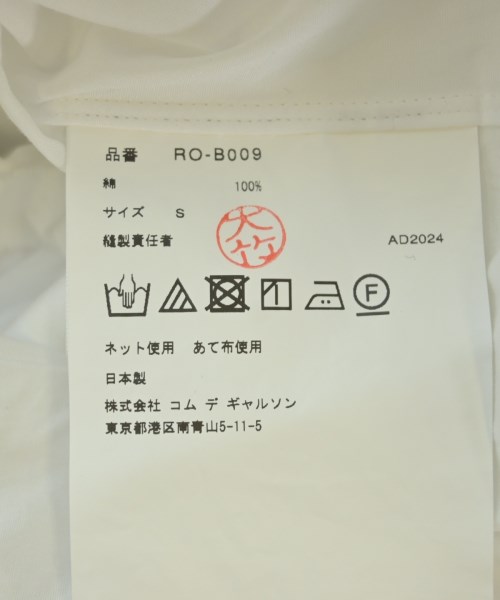 品番 RO-B009
綿 100%
サイズ S
大竹
縫製責任者 AD2024
F
ネット使用 あて布使用
日本製
株式会社 コム デ ギャルソン
東京都港区南青山5-11-5